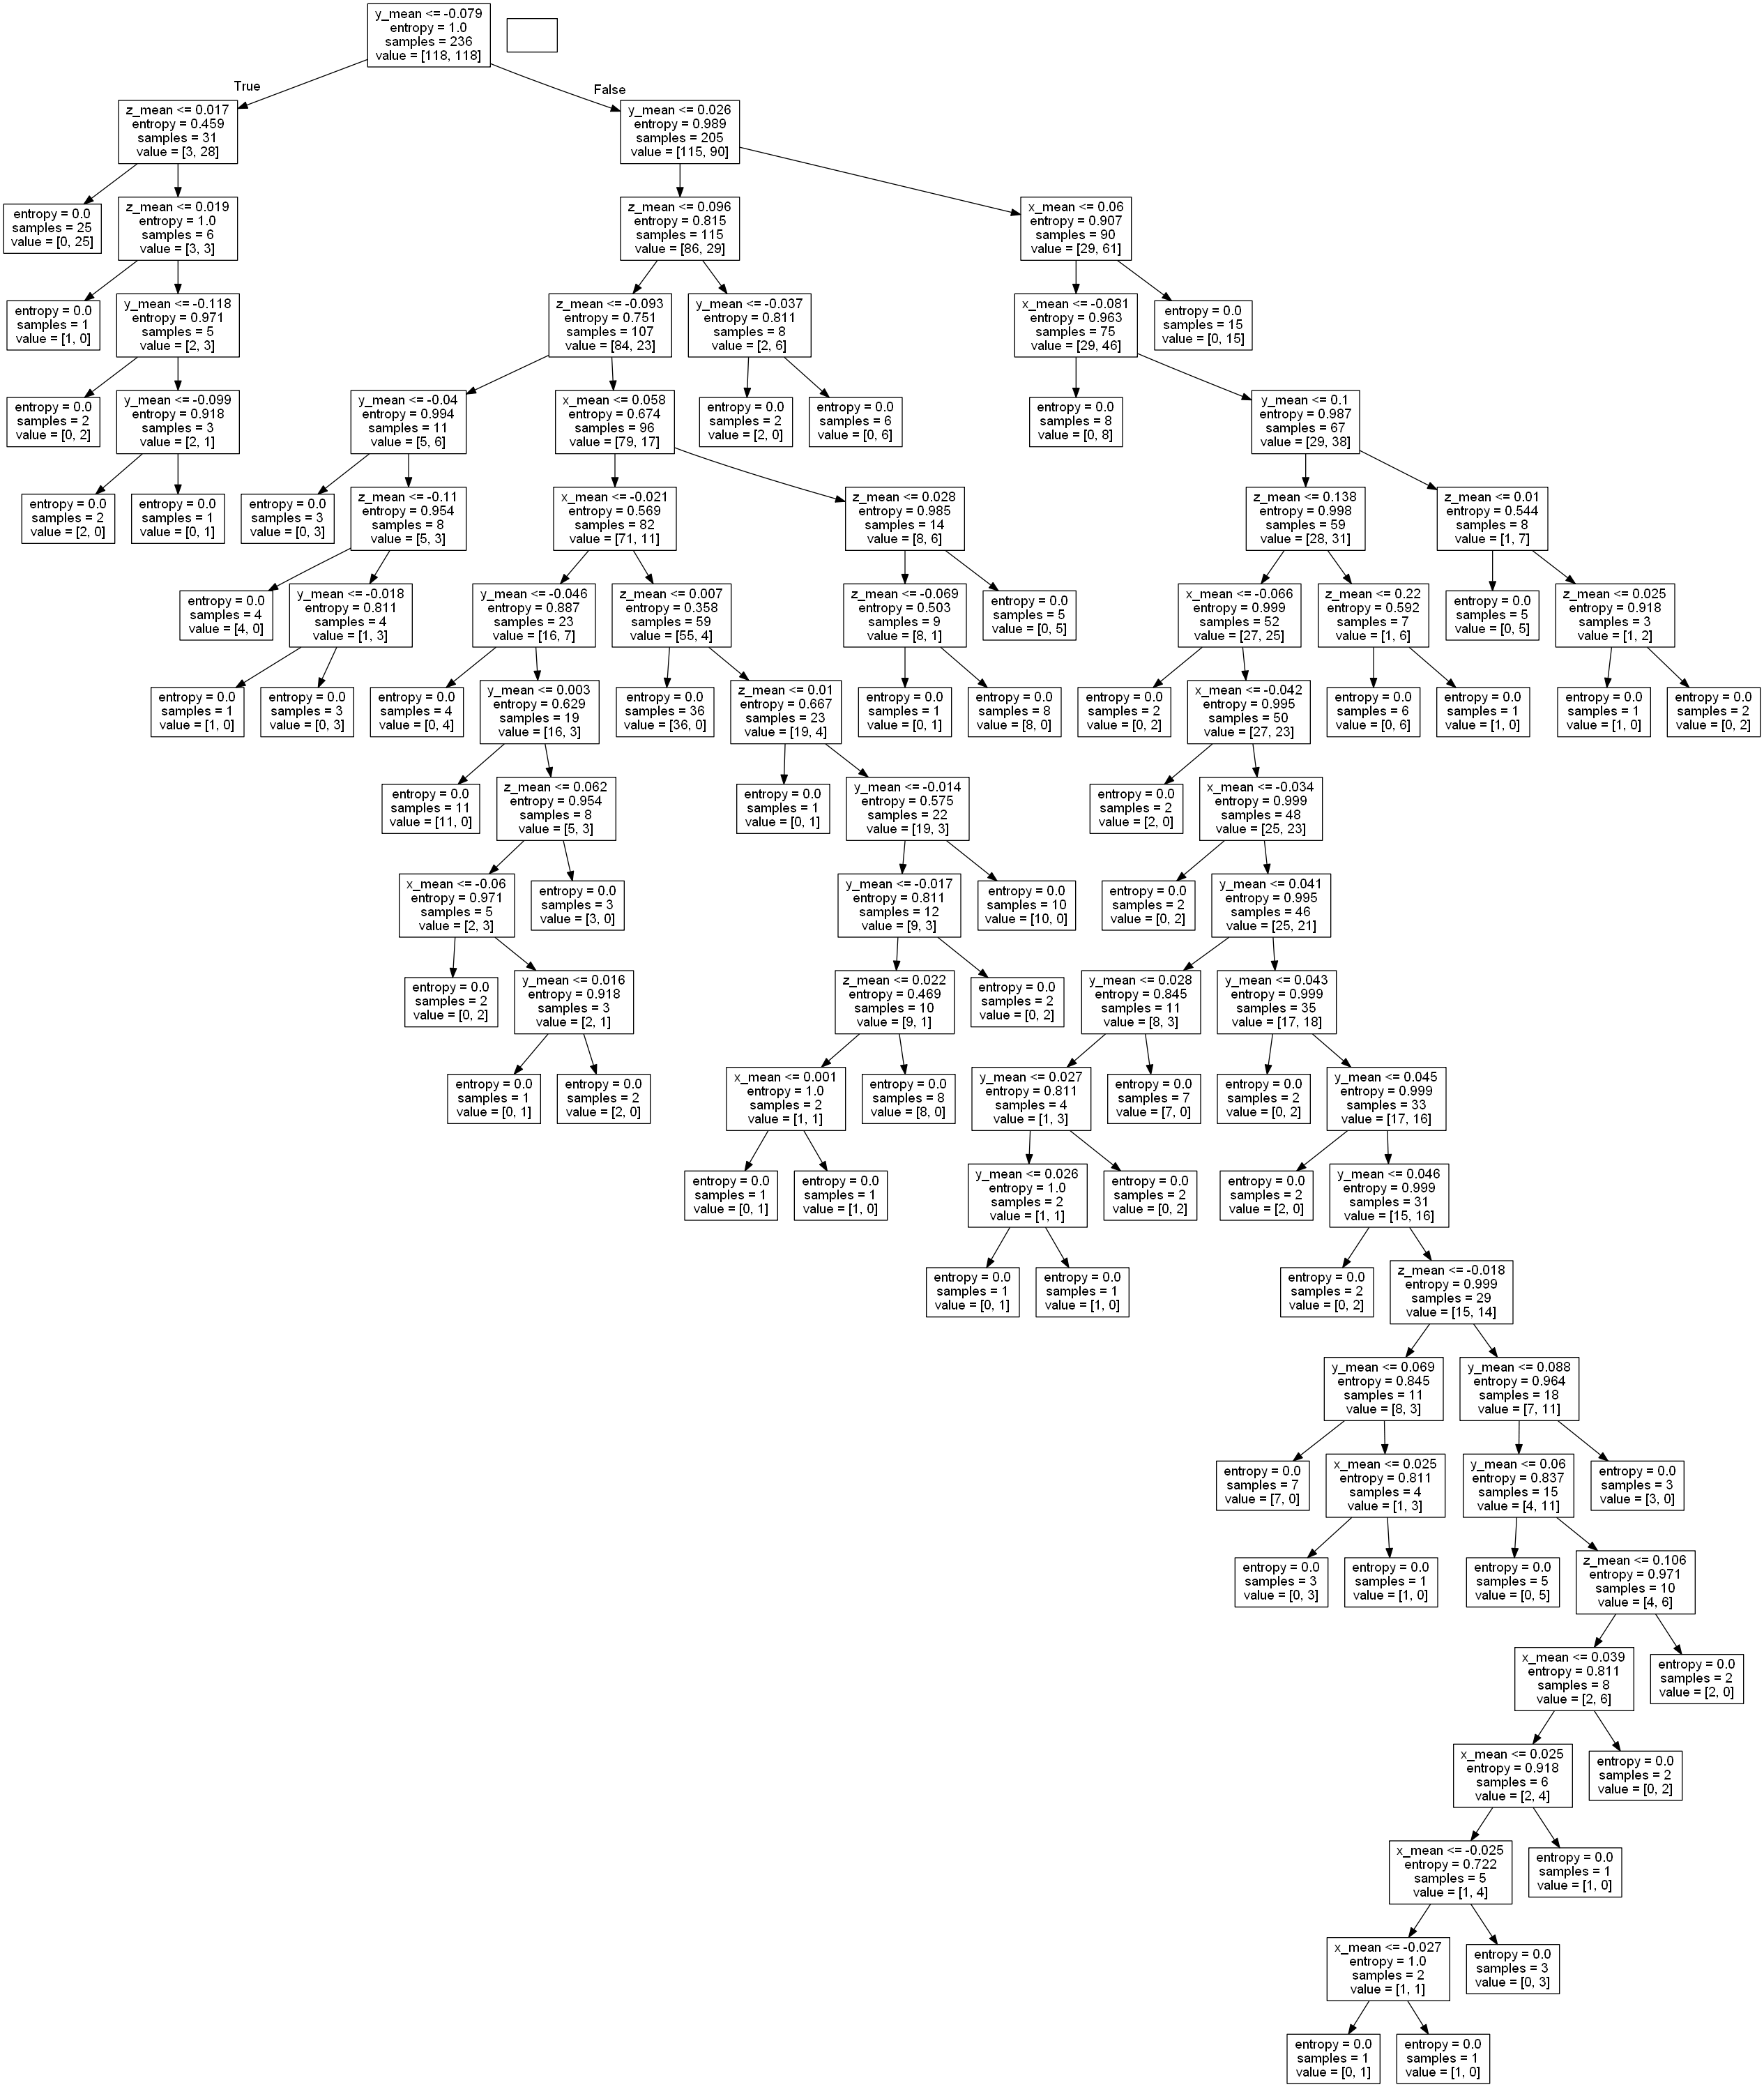 y_mean <= -0.079
entropy = 1.0
samples = 236
value = [118, 118]
True
False
z_mean <= 0.017
entropy = 0.459
samples = 31
value = [3, 28]
y_mean <= 0.026
entropy = 0.989
samples = 205
value = [115, 90]
entropy = 0.0
samples = 25
value = [0, 25]
z_mean <= 0.019
entropy = 1.0
samples = 6
value = [3, 3]
z_mean <= 0.096
entropy = 0.815
samples = 115
value = [86, 29]
x_mean <= 0.06
entropy = 0.907
samples = 90
value = [29, 61]
entropy = 0.0
samples = 1
value = [1, 0]
y_mean <= -0.118
entropy = 0.971
samples = 5
value = [2, 3]
z_mean <= -0.093
entropy = 0.751
samples = 107
value = [84, 23]
y_mean <= -0.037
entropy = 0.811
samples = 8
value = [2, 6]
x_mean <= -0.081
entropy = 0.963
samples = 75
value = [29, 46]
entropy = 0.0
samples = 15
value = [0, 15]
entropy = 0.0
samples = 2
value = [0, 2]
y_mean <= -0.099
entropy = 0.918
samples = 3
value = [2, 1]
y_mean <= -0.04
entropy = 0.994
samples = 11
value = [5, 6]
x_mean <= 0.058
entropy = 0.674
samples = 96
value = [79, 17]
entropy = 0.0
samples = 2
value = [2, 0]
entropy = 0.0
samples = 6
value = [0, 6]
entropy = 0.0
samples = 8
value = [0, 8]
y_mean <= 0.1
entropy = 0.987
samples = 67
value = [29, 38]
entropy = 0.0
samples = 2
value = [2, 0]
entropy = 0.0
samples = 1
value = [0, 1]
entropy = 0.0
samples = 3
value = [0, 3]
z_mean <= -0.11
entropy = 0.954
samples = 8
value = [5, 3]
x_mean <= -0.021
entropy = 0.569
samples = 82
value = [71, 11]
z_mean <= 0.028
entropy = 0.985
samples = 14
value = [8, 6]
z_mean <= 0.138
entropy = 0.998
samples = 59
value = [28, 31]
z_mean <= 0.01
entropy = 0.544
samples = 8
value = [1, 7]
entropy = 0.0
samples = 4
value = [4, 0]
y_mean <= -0.018
entropy = 0.811
samples = 4
value = [1, 3]
y_mean <= -0.046
entropy = 0.887
samples = 23
value = [16, 7]
z_mean <= 0.007
entropy = 0.358
samples = 59
value = [55, 4]
z_mean <= -0.069
entropy = 0.503
samples = 9
value = [8, 1]
entropy = 0.0
samples = 5
value = [0, 5]
x_mean <= -0.066
entropy = 0.999
samples = 52
value = [27, 25]
z_mean <= 0.22
entropy = 0.592
samples = 7
value = [1, 6]
entropy = 0.0
samples = 5
value = [0, 5]
z_mean <= 0.025
entropy = 0.918
samples = 3
value = [1, 2]
entropy = 0.0
samples = 1
value = [1, 0]
entropy = 0.0
samples = 3
value = [0, 3]
entropy = 0.0
samples = 4
value = [0, 4]
y_mean <= 0.003
entropy = 0.629
samples = 19
value = [16, 3]
entropy = 0.0
samples = 36
value = [36, 0]
z_mean <= 0.01
entropy = 0.667
samples = 23
value = [19, 4]
entropy = 0.0
samples = 1
value = [0, 1]
entropy = 0.0
samples = 8
value = [8, 0]
entropy = 0.0
samples = 2
value = [0, 2]
x_mean <= -0.042
entropy = 0.995
samples = 50
value = [27, 23]
entropy = 0.0
samples = 6
value = [0, 6]
entropy = 0.0
samples = 1
value = [1, 0]
entropy = 0.0
samples = 1
value = [1, 0]
entropy = 0.0
samples = 2
value = [0, 2]
entropy = 0.0
samples = 11
value = [11, 0]
z_mean <= 0.062
entropy = 0.954
samples = 8
value = [5, 3]
entropy = 0.0
samples = 1
value = [0, 1]
y_mean <= -0.014
entropy = 0.575
samples = 22
value = [19, 3]
entropy = 0.0
samples = 2
value = [2, 0]
x_mean <= -0.034
entropy = 0.999
samples = 48
value = [25, 23]
x_mean <= -0.06
entropy = 0.971
samples = 5
value = [2, 3]
entropy = 0.0
samples = 3
value = [3, 0]
y_mean <= -0.017
entropy = 0.811
samples = 12
value = [9, 3]
entropy = 0.0
samples = 10
value = [10, 0]
entropy = 0.0
samples = 2
value = [0, 2]
y_mean <= 0.041
entropy = 0.995
samples = 46
value = [25, 21]
entropy = 0.0
samples = 2
value = [0, 2]
y_mean <= 0.016
entropy = 0.918
samples = 3
value = [2, 1]
z_mean <= 0.022
entropy = 0.469
samples = 10
value = [9, 1]
entropy = 0.0
samples = 2
value = [0, 2]
y_mean <= 0.028
entropy = 0.845
samples = 11
value = [8, 3]
y_mean <= 0.043
entropy = 0.999
samples = 35
value = [17, 18]
entropy = 0.0
samples = 1
value = [0, 1]
entropy = 0.0
samples = 2
value = [2, 0]
x_mean <= 0.001
entropy = 1.0
samples = 2
value = [1, 1]
entropy = 0.0
samples = 8
value = [8, 0]
y_mean <= 0.027
entropy = 0.811
samples = 4
value = [1, 3]
entropy = 0.0
samples = 7
value = [7, 0]
entropy = 0.0
samples = 2
value = [0, 2]
y_mean <= 0.045
entropy = 0.999
samples = 33
value = [17, 16]
entropy = 0.0
samples = 1
value = [0, 1]
entropy = 0.0
samples = 1
value = [1, 0]
y_mean <= 0.026
entropy = 1.0
samples = 2
value = [1, 1]
entropy = 0.0
samples = 2
value = [0, 2]
entropy = 0.0
samples = 2
value = [2, 0]
y_mean <= 0.046
entropy = 0.999
samples = 31
value = [15, 16]
entropy = 0.0
samples = 1
value = [0, 1]
entropy = 0.0
samples = 1
value = [1, 0]
entropy = 0.0
samples = 2
value = [0, 2]
z_mean <= -0.018
entropy = 0.999
samples = 29
value = [15, 14]
y_mean <= 0.069
entropy = 0.845
samples = 11
value = [8, 3]
y_mean <= 0.088
entropy = 0.964
samples = 18
value = [7, 11]
entropy = 0.0
samples = 7
value = [7, 0]
x_mean <= 0.025
entropy = 0.811
samples = 4
value = [1, 3]
y_mean <= 0.06
entropy = 0.837
samples = 15
value = [4, 11]
entropy = 0.0
samples = 3
value = [3, 0]
entropy = 0.0
samples = 3
value = [0, 3]
entropy = 0.0
samples = 1
value = [1, 0]
entropy = 0.0
samples = 5
value = [0, 5]
z_mean <= 0.106
entropy = 0.971
samples = 10
value = [4, 6]
x_mean <= 0.039
entropy = 0.811
samples = 8
value = [2, 6]
entropy = 0.0
samples = 2
value = [2, 0]
x_mean <= 0.025
entropy = 0.918
samples = 6
value = [2, 4]
entropy = 0.0
samples = 2
value = [0, 2]
x_mean <= -0.025
entropy = 0.722
samples = 5
value = [1, 4]
entropy = 0.0
samples = 1
value = [1, 0]
x_mean <= -0.027
entropy = 1.0
samples = 2
value = [1, 1]
entropy = 0.0
samples = 3
value = [0, 3]
entropy = 0.0
samples = 1
value = [0, 1]
entropy = 0.0
samples = 1
value = [1, 0]